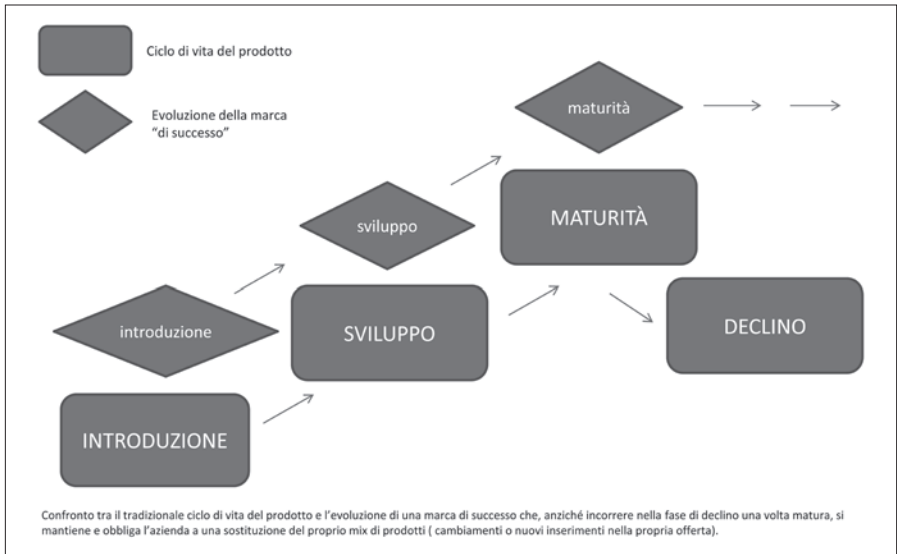 Ciclo di vita del prodotto
Evoluzione della marca
“di successo”
maturità
sviluppo
MATURITÀ
introduzione
SVILUPPO
DECLINO
INTRODUZIONE
Confronto tra il tradizionale ciclo di vita del prodotto e l’evoluzione di una marca di successo che, anziché incorrere nella fase di declino una volta matura, si
mantiene e obbliga l’azienda a una sostituzione del proprio mix di prodotti ( cambiamenti o nuovi inserimenti nella propria offerta).